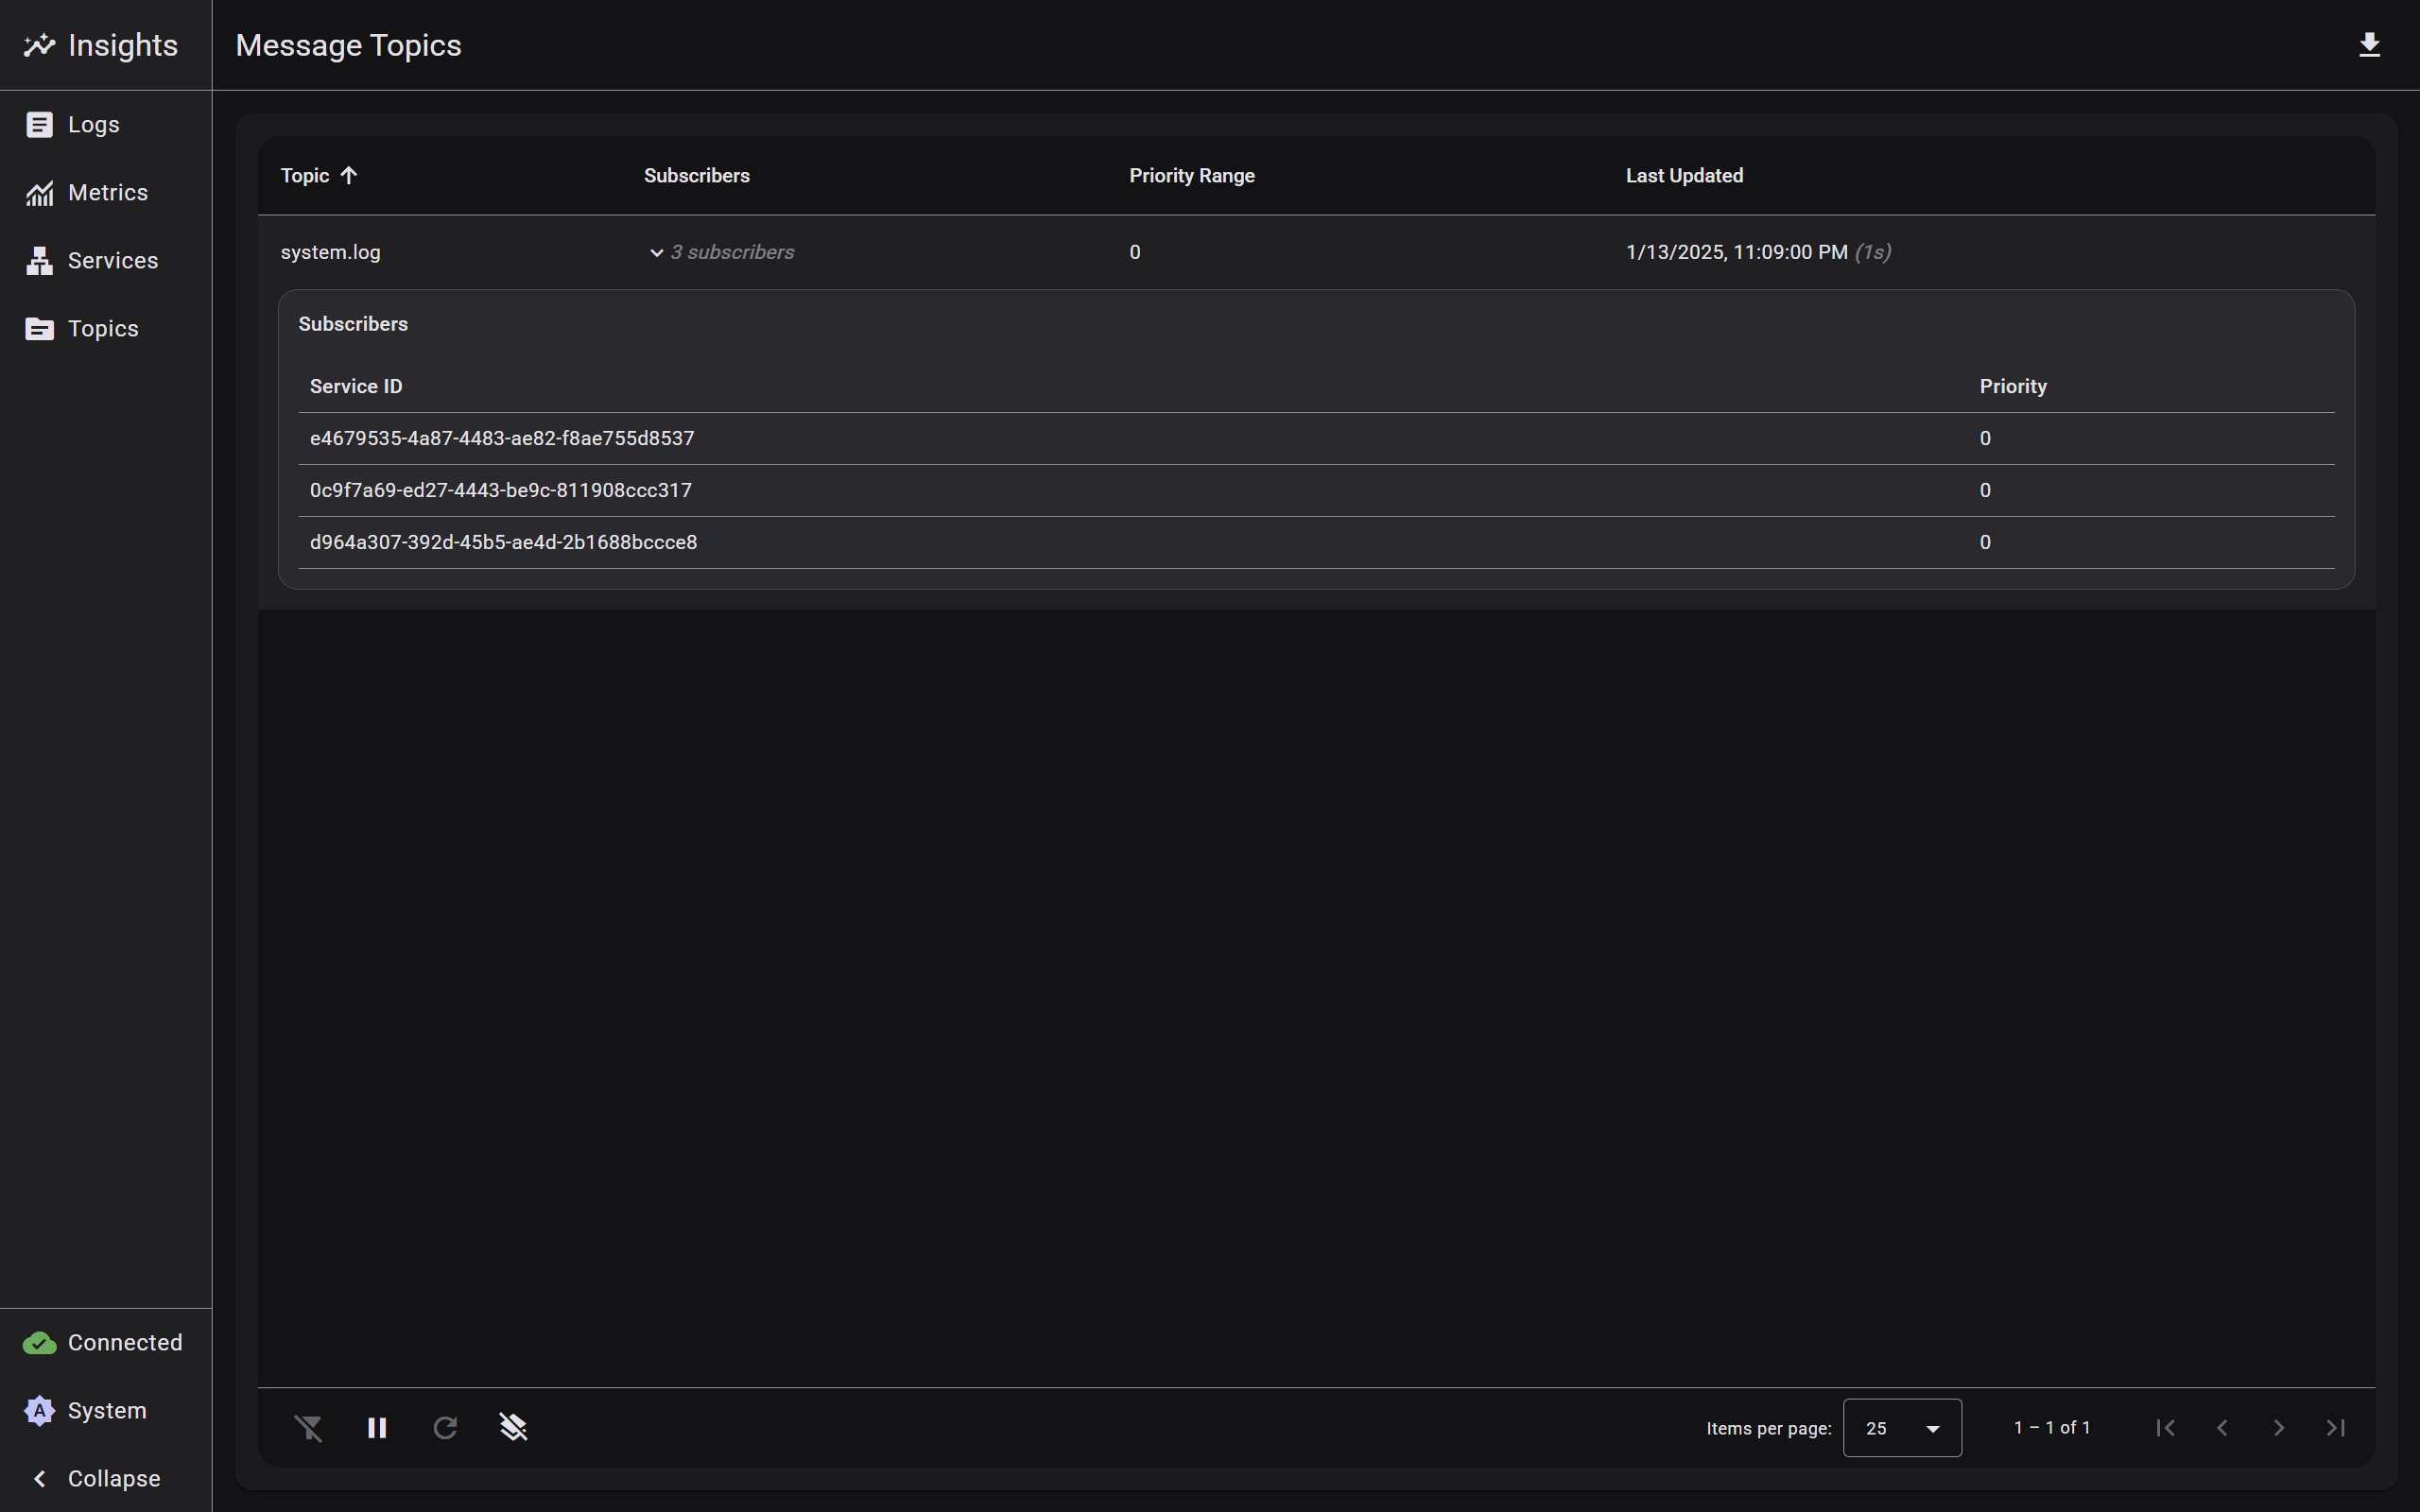 Insights
Message Topics
Logs
Metrics
Services
Topics
Topic
Subscribers
Priority Range
Last Updated
system.log
3 subscribers
0
1/13/2025, 11:09:00 PM (1s)
Subscribers
Service ID
Priority
e4679535-4a87-4483-ae82-f8ae755d8537
0
0c9f7a69-ed27-4443-be9c-811908ccc317
0
d964a307-392d-45b5-ae4d-2b1688bccce8
0
Connected
A
System
Collapse
Items per page:
25
1 – 1 of 1